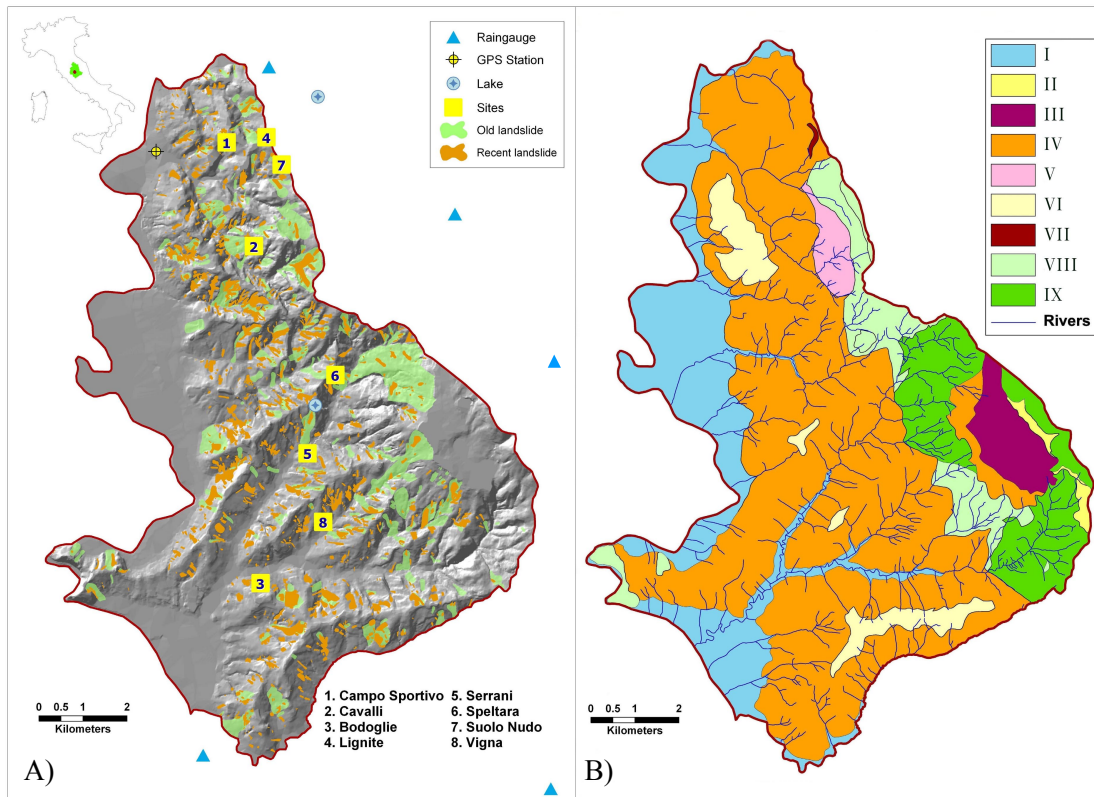 Raingauge
GPS Station
Lake
Sites
Old landslide
Recent landslide
1
4
7
2
6
5
8
3
0 0.5 1 2
Kilometers
1. Campo Sportivo
2. Cavalli
3. Bodoglie
4. Lignite
5. Serrani
6. Speltara
7. Suolo Nudo
8. Vigna
A)
I
II
III
IV
V
VI
VII
VIII
IX
Rivers
0 0.5 1 2
Kilometers
B)